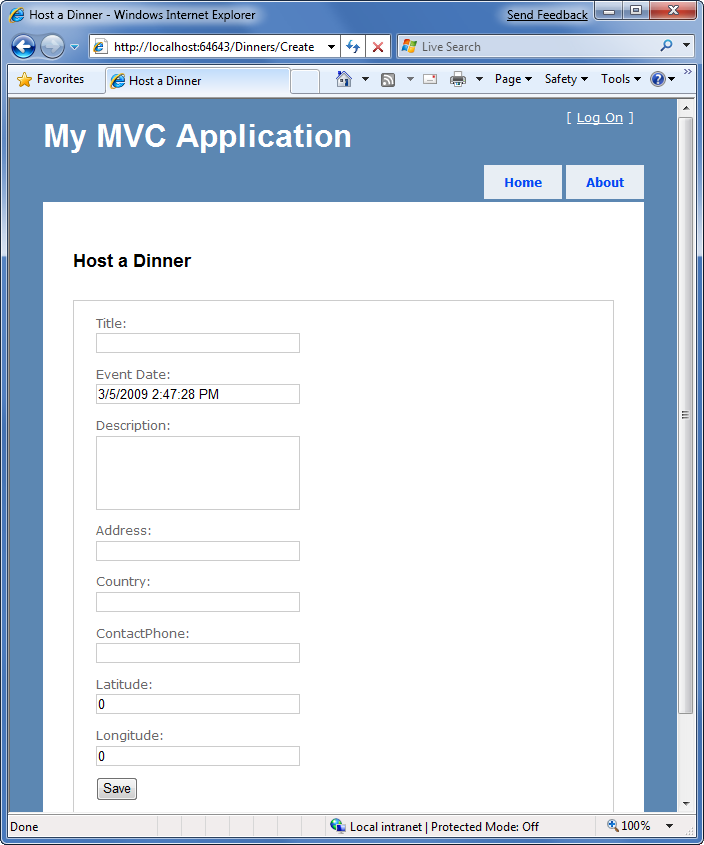 Host a Dinner - Windows Internet Explorer
Send Feedback
http://localhost:64643/Dinners/Create
Live Search
Favorites
Host a Dinner
Page
Safety
Tools
»
[ Log On ]
My MVC Application
Home
About
Host a Dinner
Title:
Event Date:
3/5/2009 2:47:28 PM
Description:
Address:
Country:
ContactPhone:
Latitude:
0
Longitude:
0
Save
Done
Local intranet | Protected Mode: Off
100%